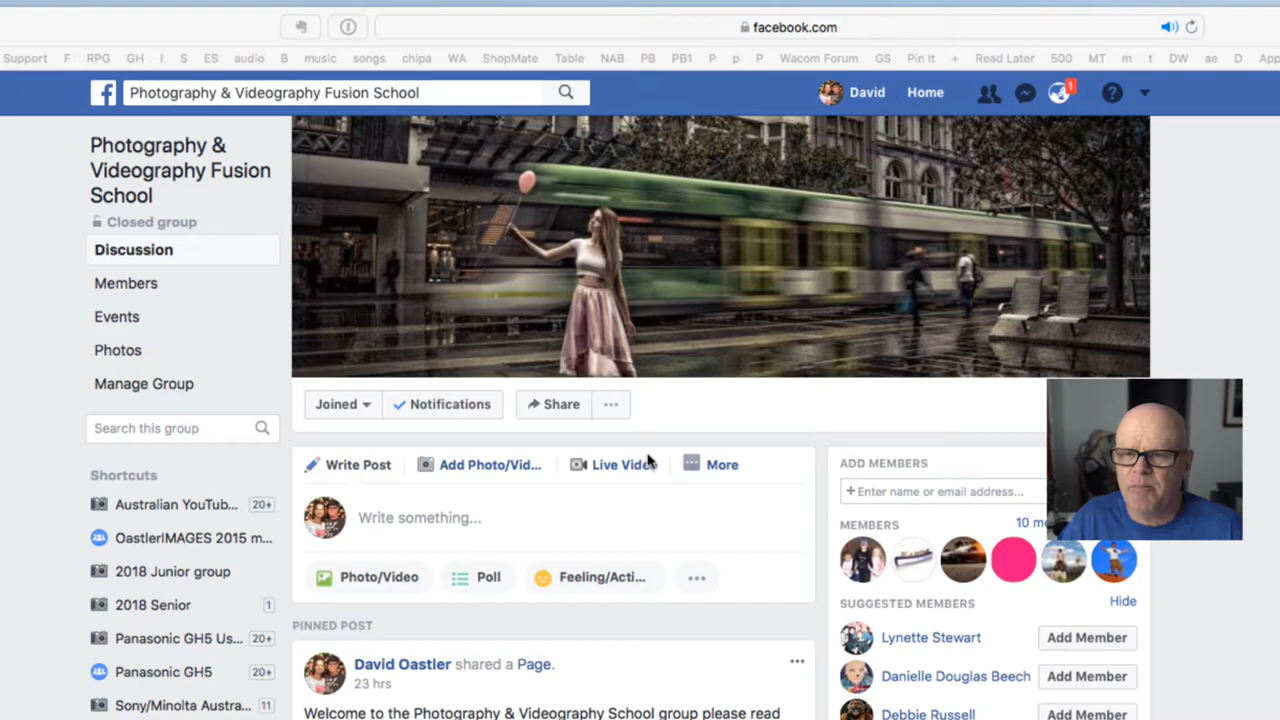 facebook.com
Support F RPG GH I S ES audio B music songs chipa WA ShopMate Table NAB PB PB1 P p P Wacom Forum GS Pin It + Read Later 500 MT m t DW ae D App
Photography & Videography Fusion School
David Home 1
Photography &
Videography Fusion
School
Closed group
Discussion
Members
Events
Photos
Manage Group
Search this group
Shortcuts
Australian YouTub... 20+
OastlerIMAGES 2015 m...
2018 Junior group
2018 Senior 1
Panasonic GH5 Us... 20+
Panasonic GH5 20+
Sony/Minolta Austra... 11
Joined Notifications Share ...
Write Post Add Photo/Vid... Live Video More
Write something...
Photo/Video Poll Feeling/Acti... ...
PINNED POST
David Oastler shared a Page.
23 hrs
Welcome to the Photography & Videography School group please read
ADD MEMBERS
+ Enter name or email address...
MEMBERS 10 me
SUGGESTED MEMBERS Hide
Lynette Stewart Add Member
Danielle Douglas Beech Add Member
Debbie Russell Add Member